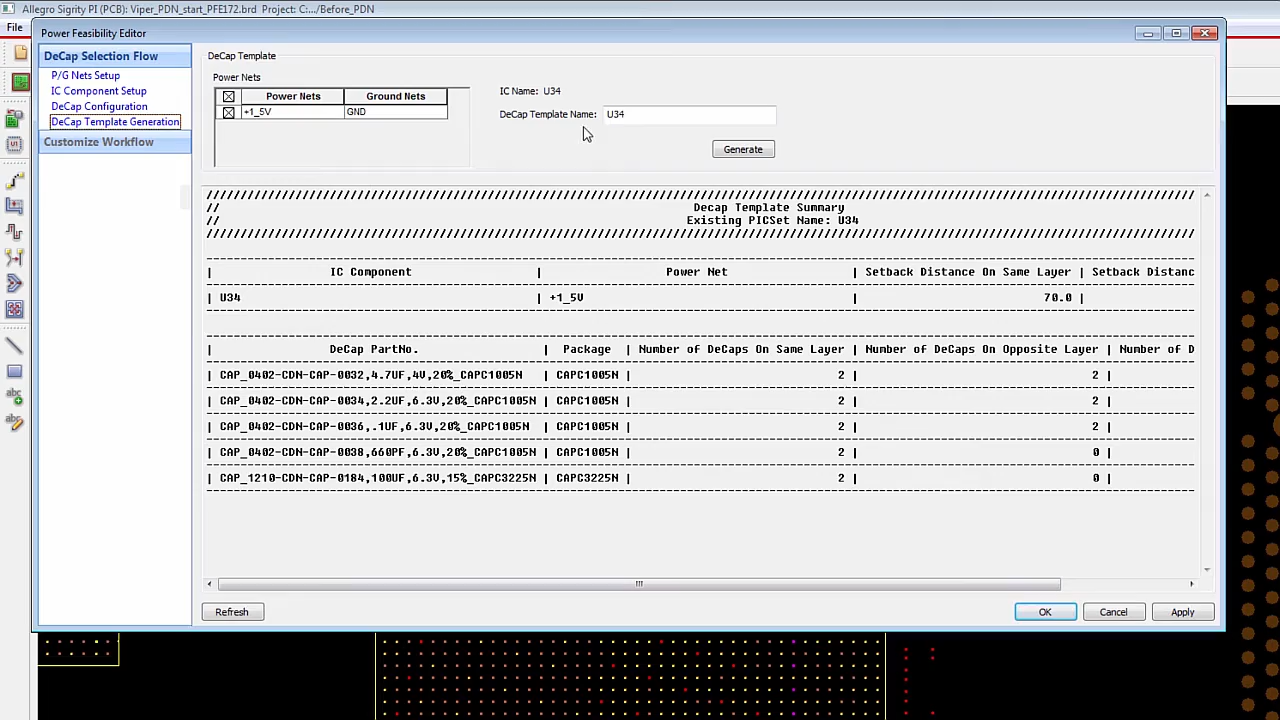 Allegro Sigrity PI (PCB): Viper_PDN_start_PFE172.brd Project: C:.../Before_PDN
File
Power Feasibility Editor
DeCap Selection Flow
P/G Nets Setup
IC Component Setup
DeCap Configuration
DeCap Template Generation
Customize Workflow
DeCap Template
Power Nets
Power Nets Ground Nets
+1_5V GND
IC Name: U34
DeCap Template Name: U34
Generate
// Decap Template Summary
// Existing PICSet Name: U34
| IC Component | Power Net | Setback Distance On Same Layer | Setback Distanc
| U34 | +1_5V | 70.0 |
| DeCap PartNo. | Package | Number of DeCaps On Same Layer | Number of DeCaps On Opposite Layer | Number of D
| CAP_0402-CDN-CAP-0032,4.7UF,4V,20%_CAPC1005N | CAPC1005N | 2 | 2 |
| CAP_0402-CDN-CAP-0034,2.2UF,6.3V,20%_CAPC1005N | CAPC1005N | 2 | 2 |
| CAP_0402-CDN-CAP-0036,.1UF,6.3V,20%_CAPC1005N | CAPC1005N | 2 | 2 |
| CAP_0402-CDN-CAP-0038,660PF,6.3V,20%_CAPC1005N | CAPC1005N | 2 | 0 |
| CAP_1210-CDN-CAP-0184,100UF,6.3V,15%_CAPC3225N | CAPC3225N | 2 | 0 |
Refresh
OK
Cancel
Apply